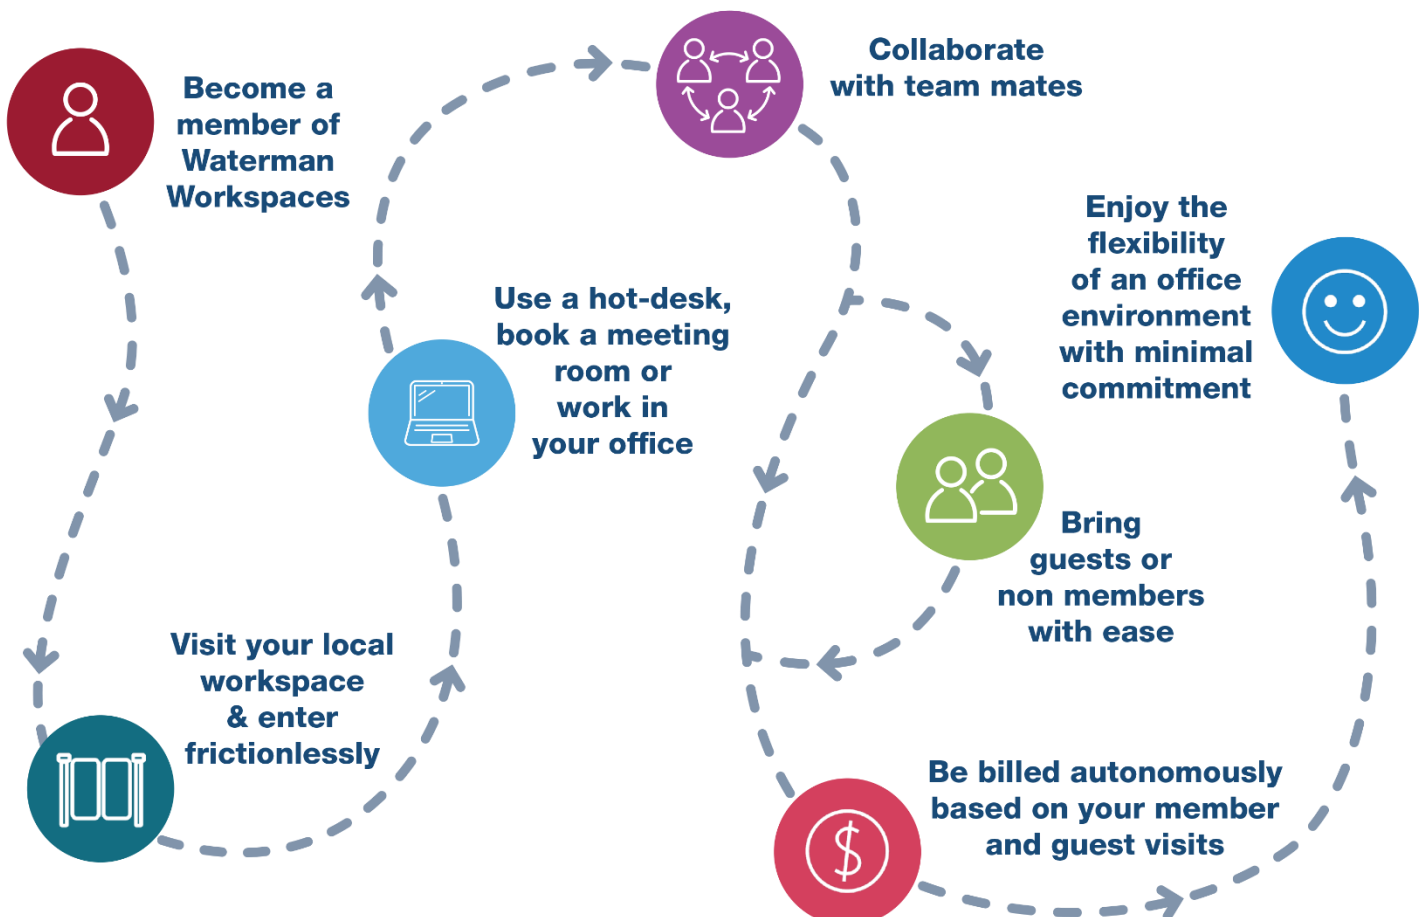 Become a
member of
Waterman
Workspaces
Visit your local
workspace
& enter
frictionlessly
Use a hot-desk,
book a meeting
room or
work in
your office
Collaborate
with team mates
Bring
guests or
non members
with ease
Be billed autonomously
based on your member
and guest visits
Enjoy the
flexibility
of an office
environment
with minimal
commitment